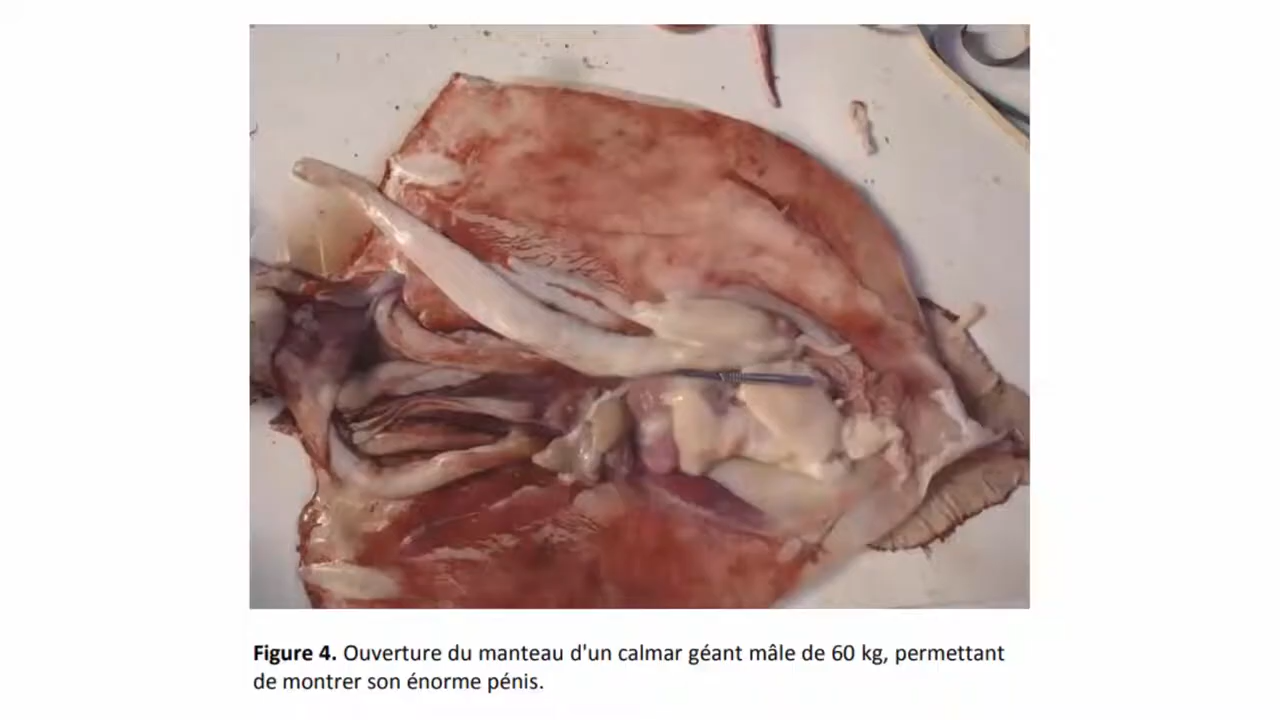 Figure 4. Ouverture du manteau d'un calmar géant mâle de 60 kg, permettant
de montrer son énorme pénis.